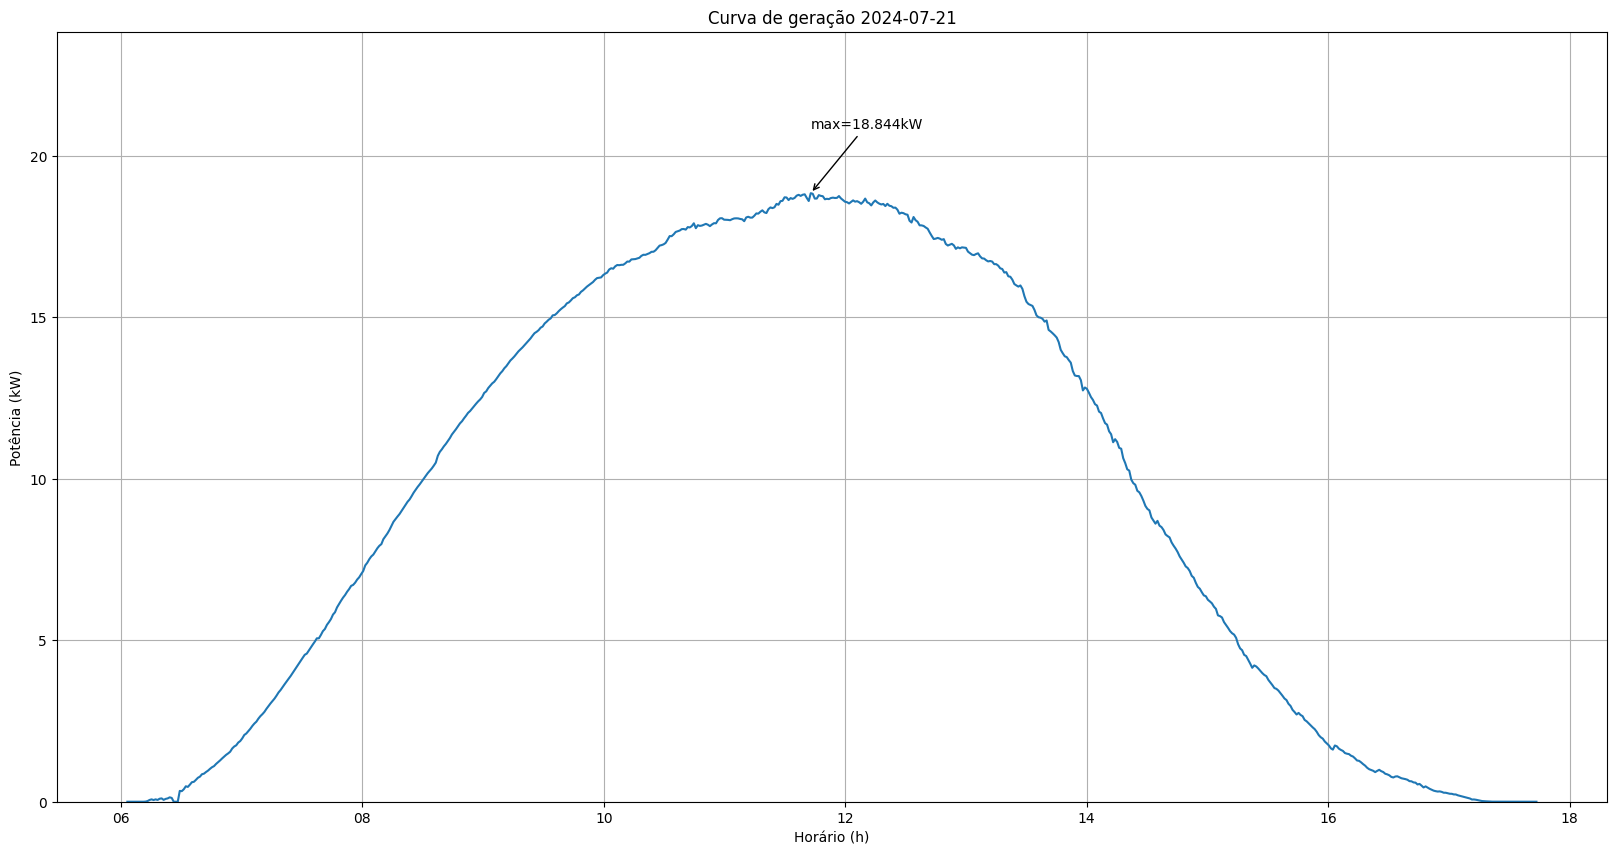 Curva de geração 2024-07-21
max=18.844kW
20
15
10
5
0
Potência (kW)
06 08 10 12 14 16 18
Horário (h)